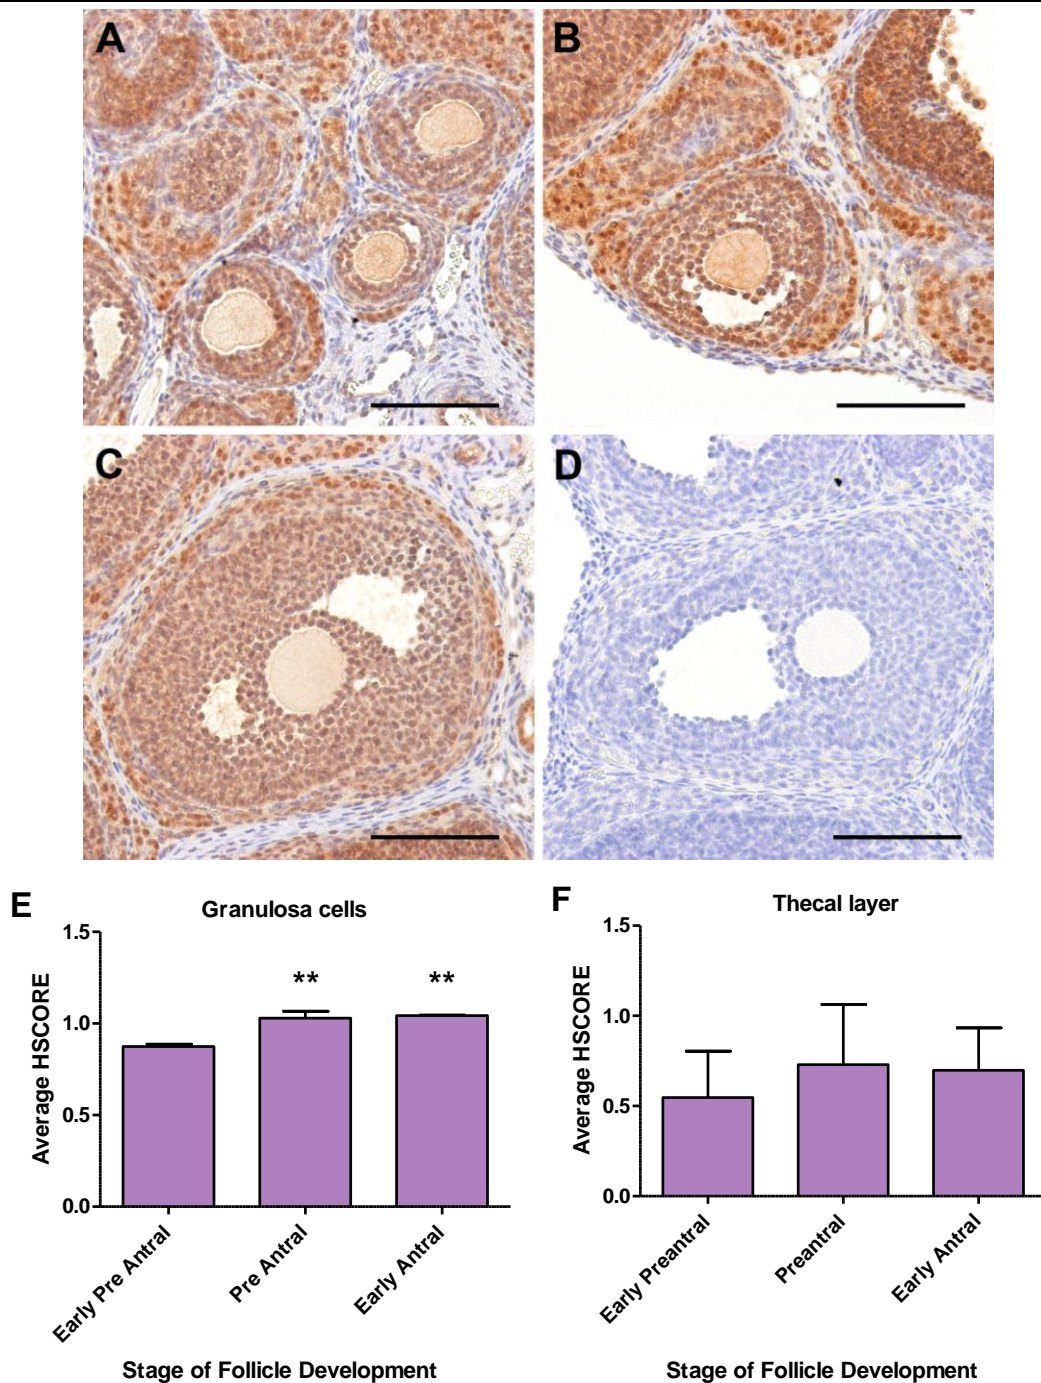 A
B
C
D
E
Granulosa cells
1.5
1.0
0.5
0.0
Average HSCORE
**
**
Early Pre Antral
Pre Antral
Early Antral
Stage of Follicle Development
F
Thecal layer
1.5
1.0
0.5
0.0
Average HSCORE
Early Preantral
Preantral
Early Antral
Stage of Follicle Development